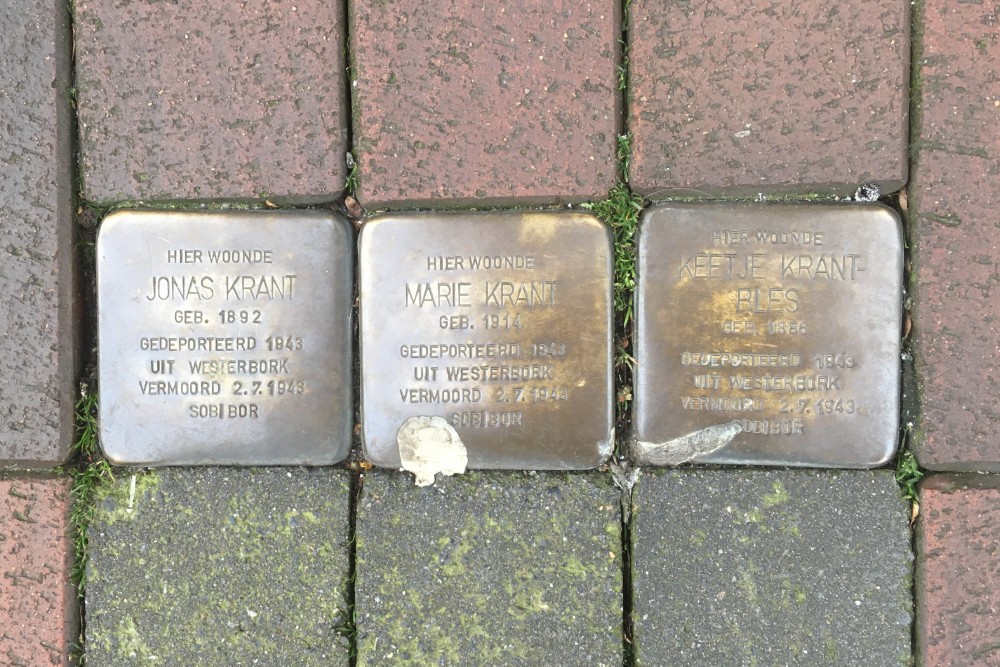 HIER WOONDE
JONAS KRANT
GEB. 1892
GEDEPORTEERD 1943
UIT WESTERBORK
VERMOORD 2.7.1943
SOBIBOR
HIER WOONDE
MARIE KRANT
GEB. 1914
GEDEPORTEERD 1943
UIT WESTERBORK
VERMOORD 2.7.1943
SOBIBOR
HIER WOONDE
KEETJE KRANT-
BLES
GEB. 1886
GEDEPORTEERD 1943
UIT WESTERBORK
VERMOORD 2.7.1943
SOBIBOR